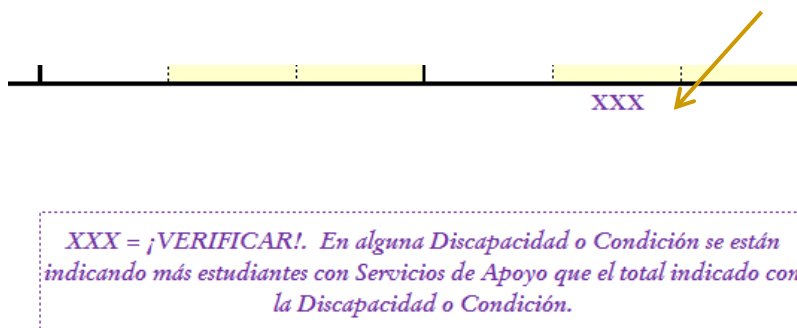 XXX
XXX = ¡VERIFICAR!. En alguna Discapacidad o Condición se están
indicando más estudiantes con Servicios de Apoyo que el total indicado con
la Discapacidad o Condición.